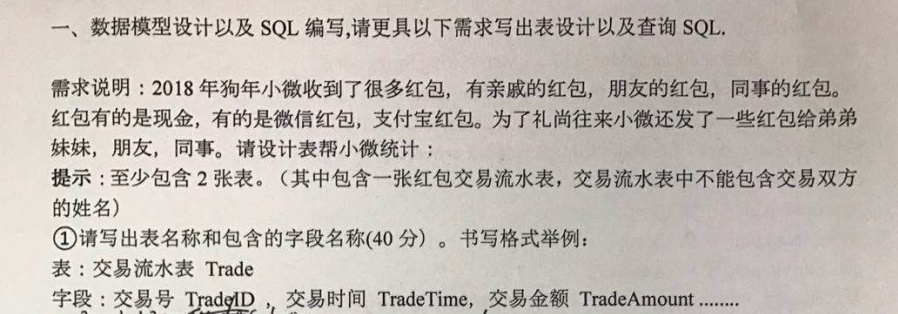 一、数据模型设计以及 SQL 编写,请更具以下需求写出表设计以及查询 SQL.
需求说明：2018 年狗年小微收到了很多红包，有亲戚的红包，朋友的红包，同事的红包。
红包有的是现金，有的是微信红包，支付宝红包。为了礼尚往来小微还发了一些红包给弟弟
妹妹，朋友，同事。请设计表帮小微统计：
提示：至少包含 2 张表。（其中包含一张红包交易流水表，交易流水表中不能包含交易双方
的姓名）
①请写出表名称和包含的字段名称(40 分）。书写格式举例：
表：交易流水表 Trade
字段：交易号 TradeID ，交易时间 TradeTime，交易金额 TradeAmount ........